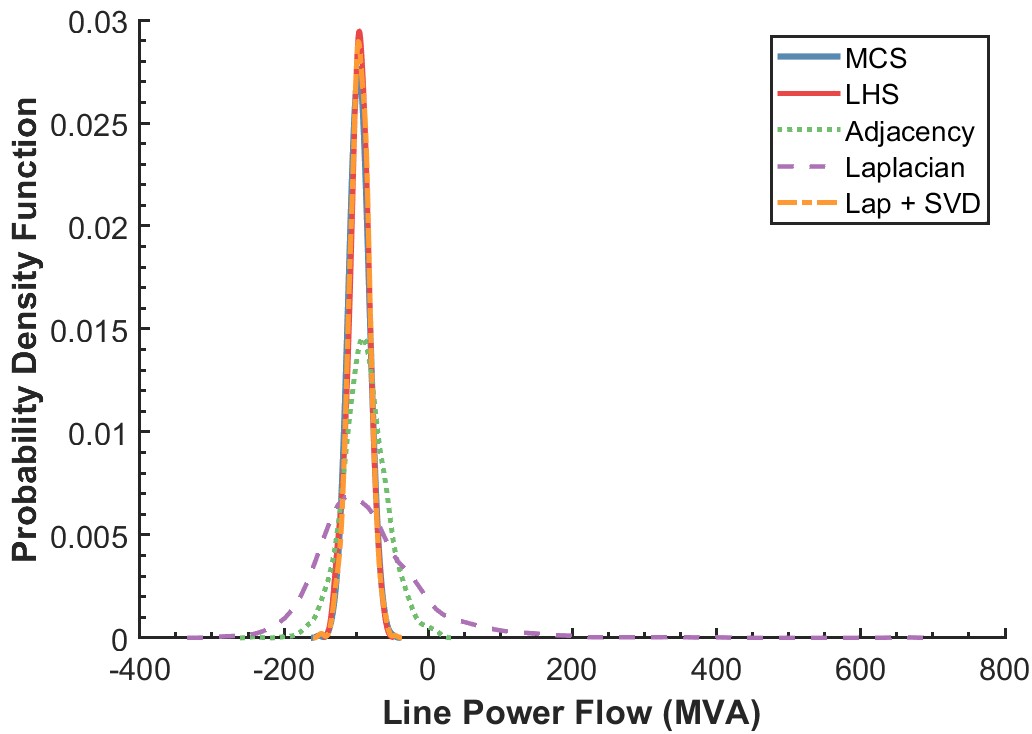 0.03
0.025
0.02
0.015
0.01
0.005
0
Probability Density Function
-400
-200
0
200
400
600
800
Line Power Flow (MVA)
MCS
LHS
Adjacency
Laplacian
Lap + SVD